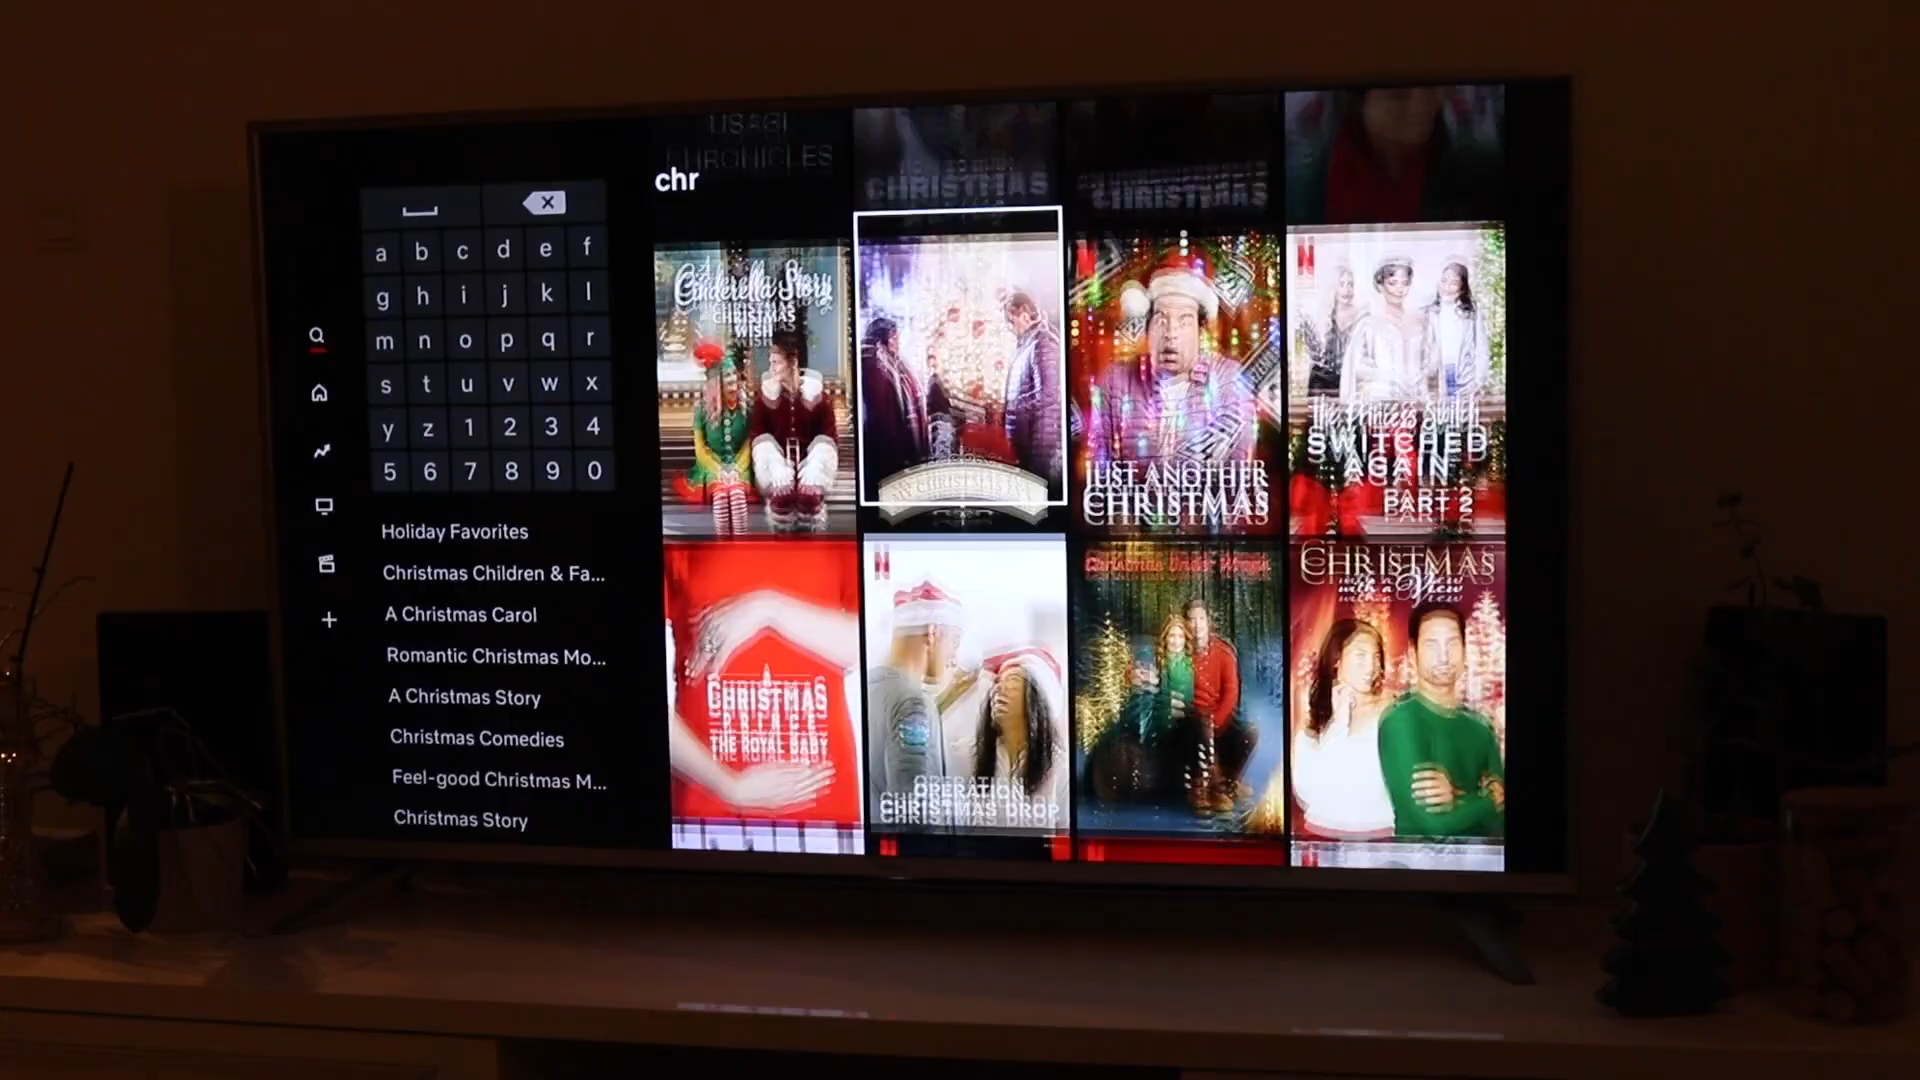 chr
a b c d e f
g h i j k l
m n o p q r
s t u v w x
y z 1 2 3 4
5 6 7 8 9 0
Holiday Favorites
Christmas Children & Fa...
A Christmas Carol
Romantic Christmas Mo...
A Christmas Story
Christmas Comedies
Feel-good Christmas M...
Christmas Story
CHRONICLES
CHRISTMAS
CHRISTMAS
A
Cinderella Story
CHRISTMAS
WISH
JUST ANOTHER
CHRISTMAS
N
The Princess Switch
SWITCHED
AGAIN
PART 2
A
CHRISTMAS
PRINCE
THE ROYAL BABY
N
OPERATION
CHRISTMAS DROP
Christmas Under Wraps
CHRISTMAS
with a View